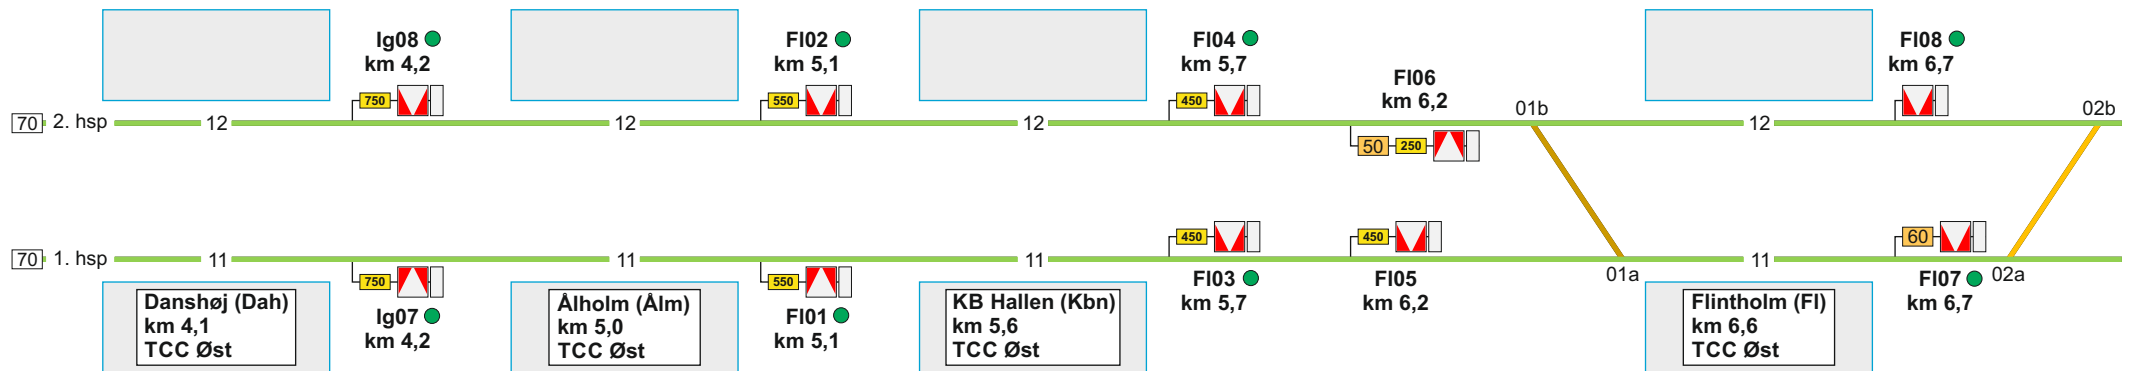 Ig08
km 4,2
750
Fl02
km 5,1
550
Fl04
km 5,7
450
Fl06
km 6,2
50 250
01b
Fl08
km 6,7
02b
70 2. hsp 12 12 12 12
70 1. hsp 11 11 11 11
450
450
60
01a
02a
Danshøj (Dah)
km 4,1
TCC Øst
750
Ig07
km 4,2
Ålholm (Ålm)
km 5,0
TCC Øst
550
Fl01
km 5,1
KB Hallen (Kbn)
km 5,6
TCC Øst
Fl03
km 5,7
Fl05
km 6,2
Flintholm (Fl)
km 6,6
TCC Øst
Fl07
km 6,7